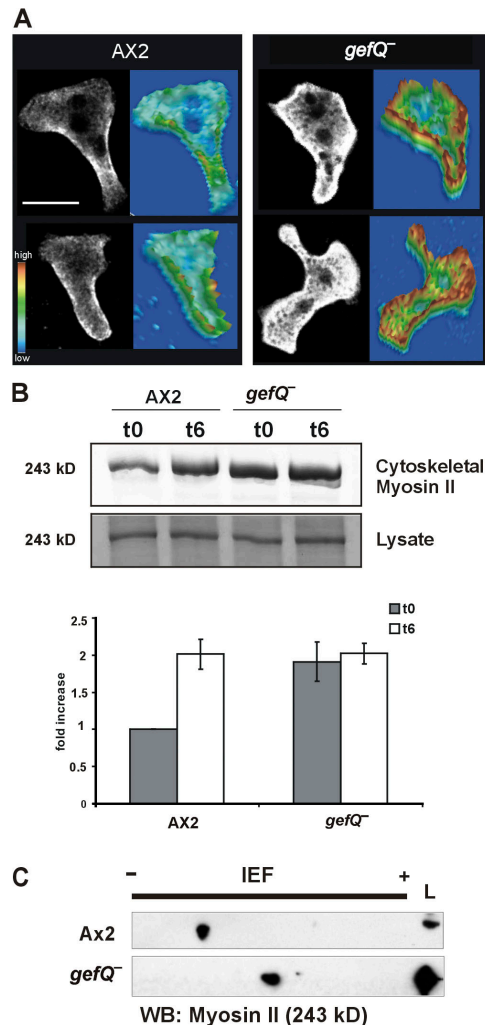 A
AX2
gefQ⁻
high
low
B
AX2 gefQ⁻
t0 t6 t0 t6
243 kD Cytoskeletal Myosin II
243 kD Lysate
t0
t6
fold increase
2.5
2
1.5
1
0.5
0
AX2 gefQ⁻
C
− IEF + L
Ax2
gefQ⁻
WB: Myosin II (243 kD)